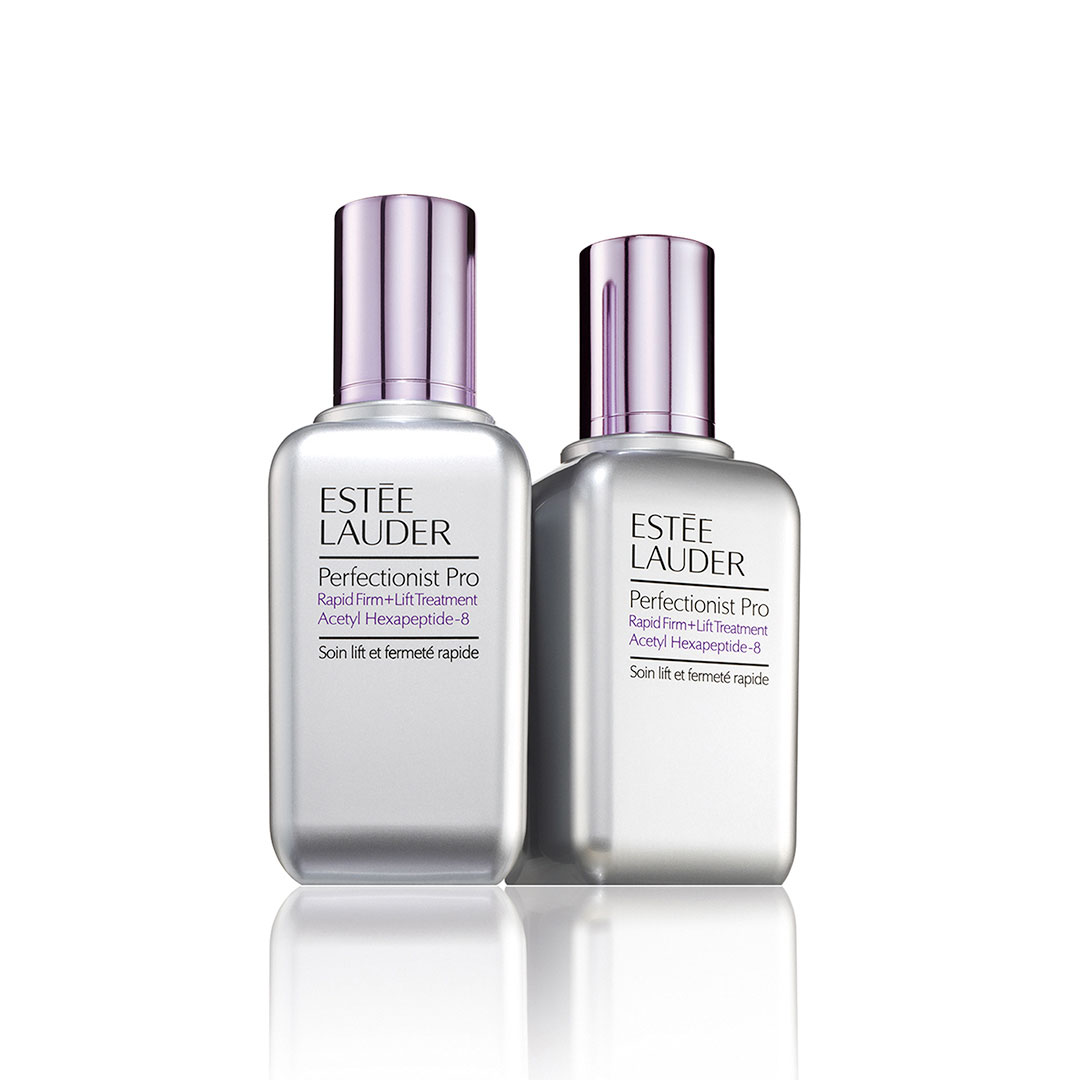 ESTĒE
LAUDER
Perfectionist Pro
Rapid Firm+Lift Treatment
Acetyl Hexapeptide-8
Soin lift et fermeté rapide
ESTĒE
LAUDER
Perfectionist Pro
Rapid Firm+Lift Treatment
Acetyl Hexapeptide-8
Soin lift et fermeté rapide